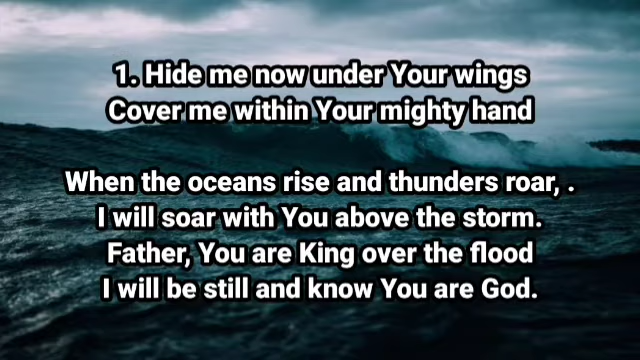 1. Hide me now under Your wings
Cover me within Your mighty hand
When the oceans rise and thunders roar, .
I will soar with You above the storm.
Father, You are King over the flood
I will be still and know You are God.